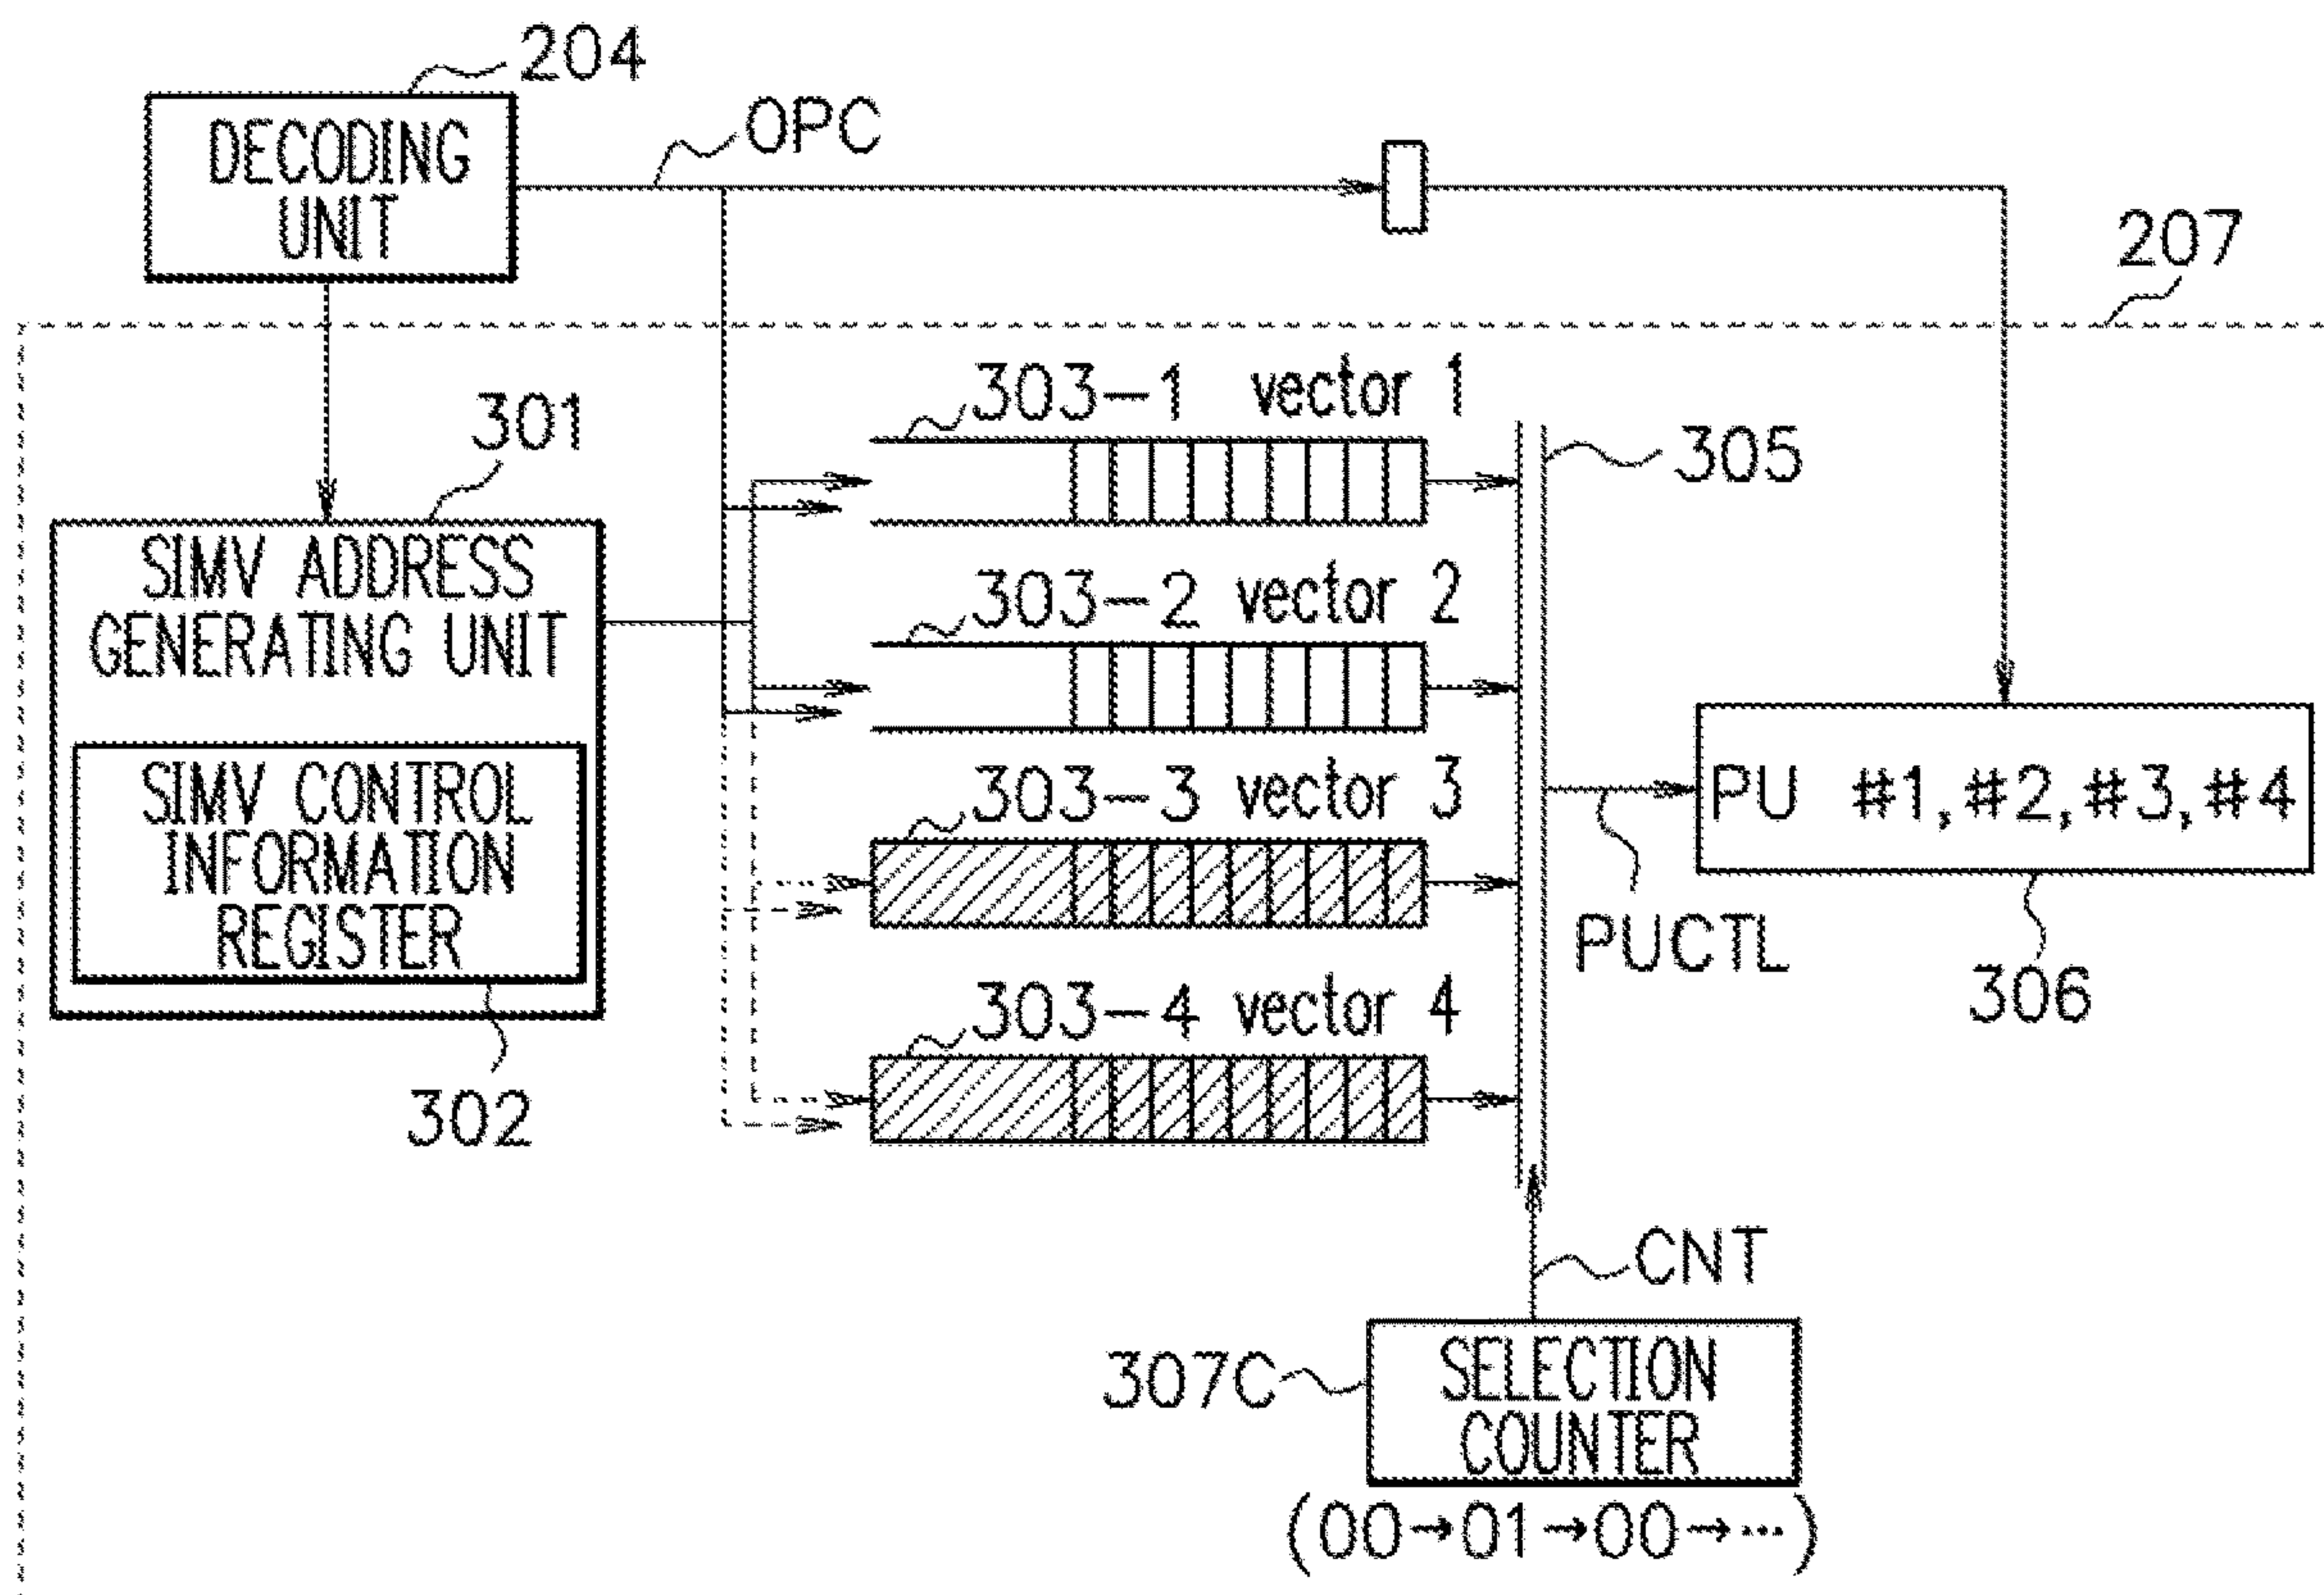 204
DECODING
UNIT
OPC
207
301
303-1 vector 1
305
SIMV ADDRESS
GENERATING UNIT
303-2 vector 2
SIMV CONTROL
INFORMATION
REGISTER
303-3 vector 3
PU #1,#2,#3,#4
PUCTL
306
302
303-4 vector 4
CNT
307C
SELECTION
COUNTER
(00→01→00→⋯)